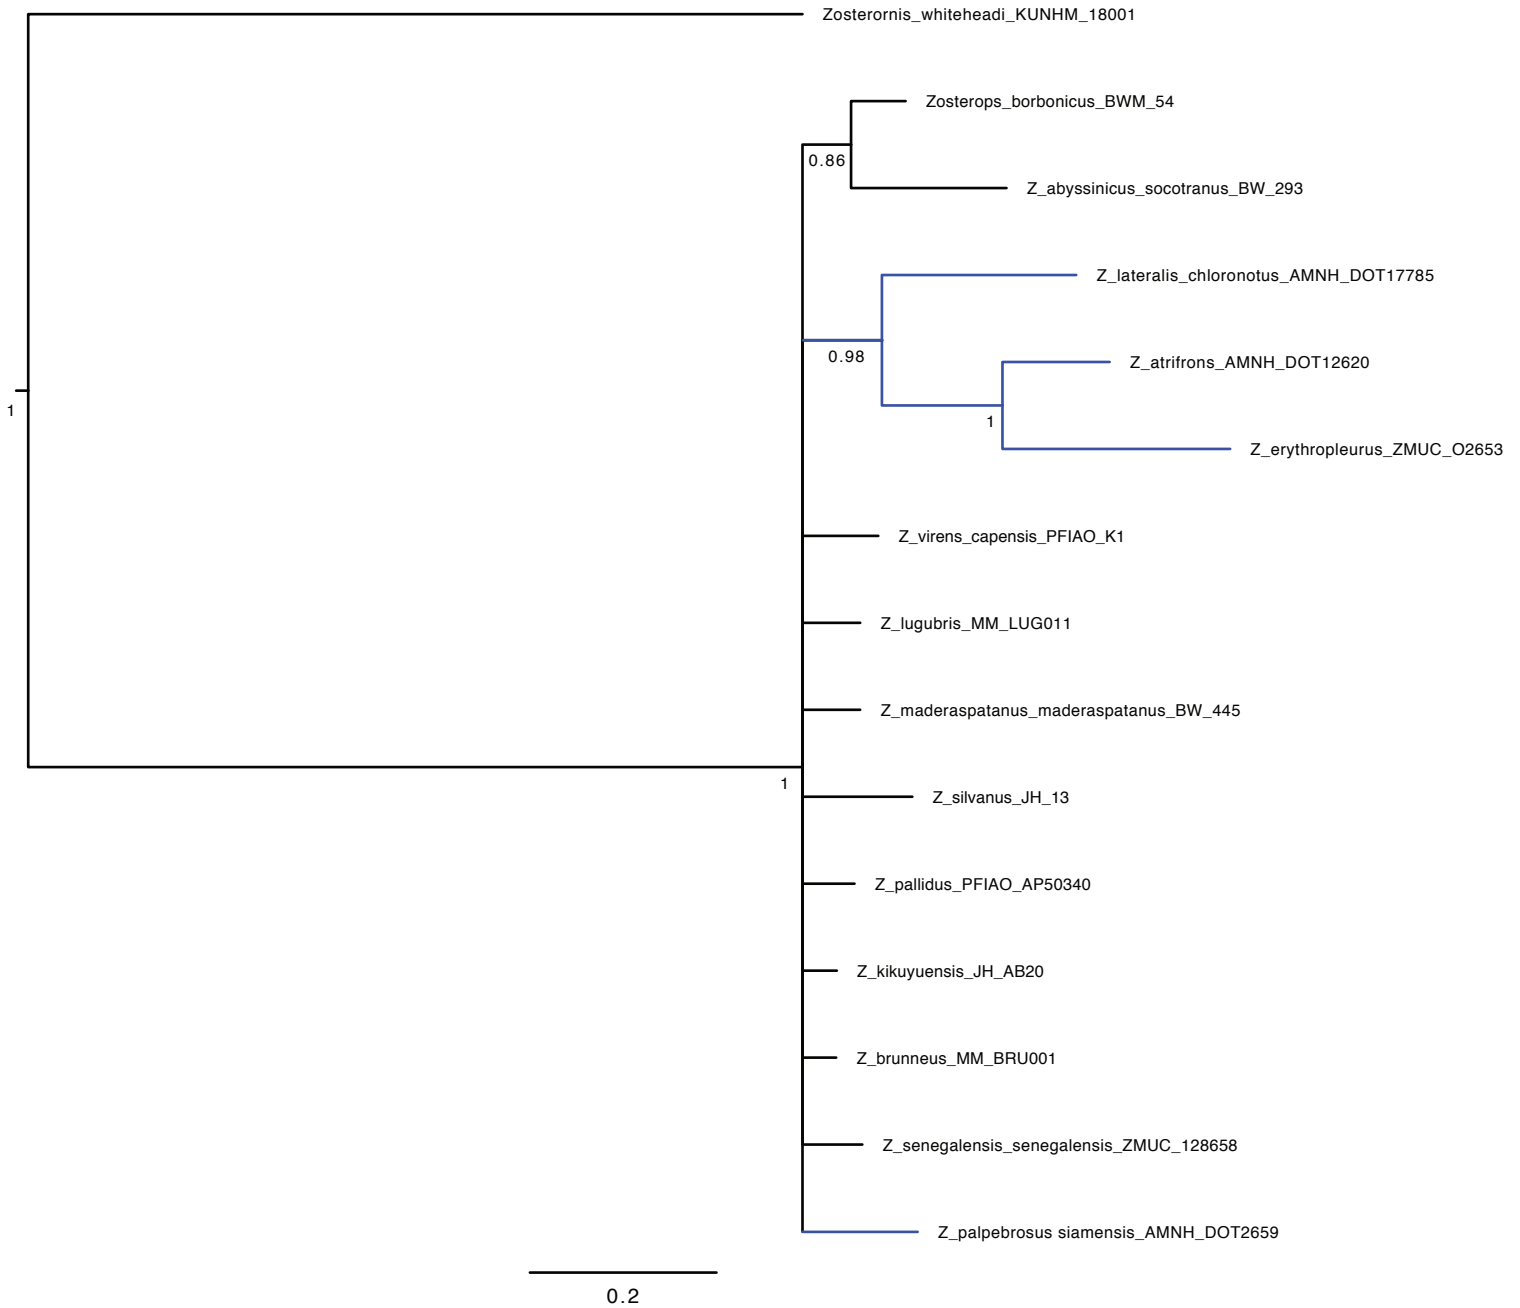 Zosterornis_whiteheadi_KUNHM_18001
Zosterops_borbonicus_BWM_54
0.86
Z_abyssinicus_socotranus_BW_293
Z_lateralis_chloronotus_AMNH_DOT17785
0.98
Z_atrifrons_AMNH_DOT12620
1
1
Z_erythropleurus_ZMUC_O2653
Z_virens_capensis_PFIAO_K1
Z_lugubris_MM_LUG011
Z_maderaspatanus_maderaspatanus_BW_445
1
Z_silvanus_JH_13
Z_pallidus_PFIAO_AP50340
Z_kikuyuensis_JH_AB20
Z_brunneus_MM_BRU001
Z_senegalensis_senegalensis_ZMUC_128658
Z_palpebrosus siamensis_AMNH_DOT2659
0.2